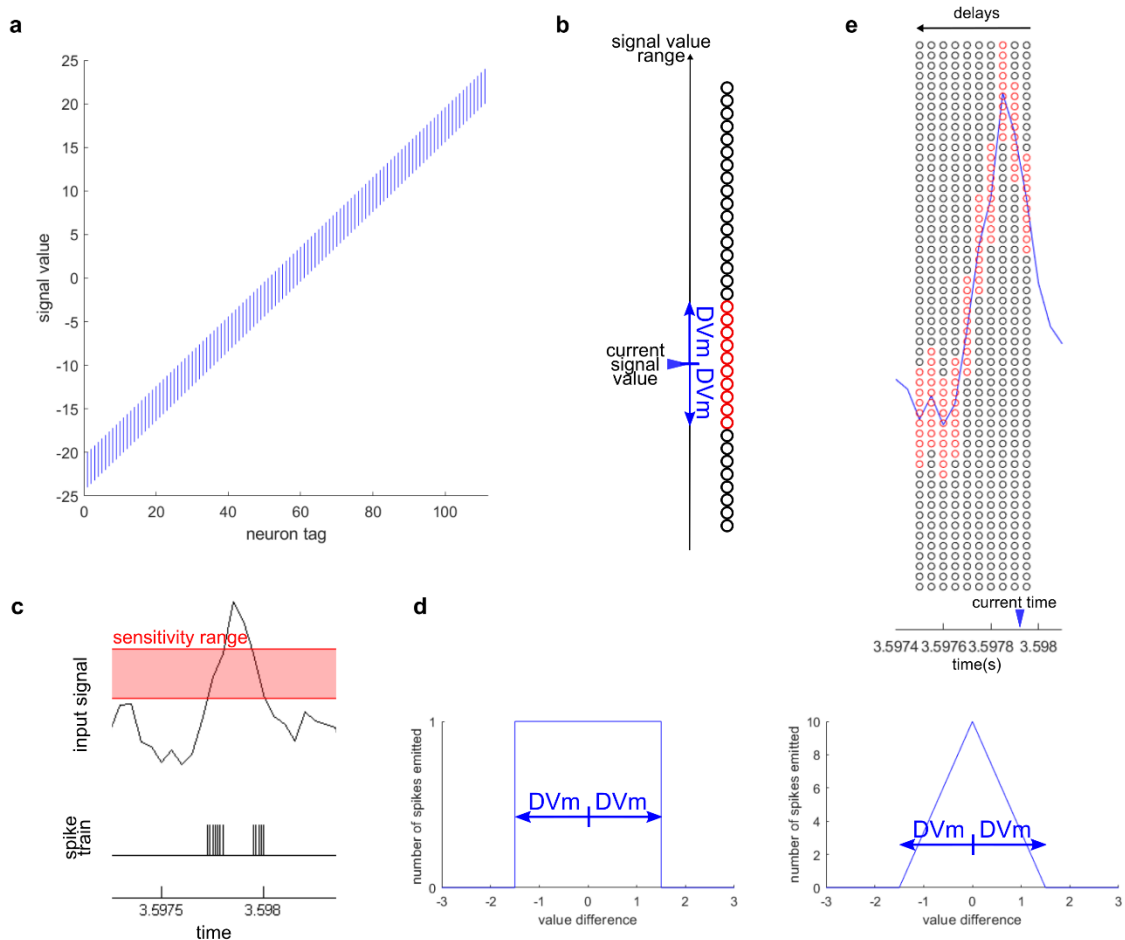 a
25
20
15
10
5
0
-5
-10
-15
-20
-25
signal value
0
20
40
60
80
100
neuron tag
b
signal value
range
DVm
DVm
current
signal
value
e
delays
current time
3.5974
3.5976
3.5978
3.598
time(s)
c
sensitivity range
input signal
spike
train
3.5975
3.598
time
d
1
0
number of spikes emitted
DVm
DVm
-3
-2
-1
0
1
2
3
value difference
10
8
6
4
2
0
number of spikes emitted
DVm
DVm
-3
-2
-1
0
1
2
3
value difference